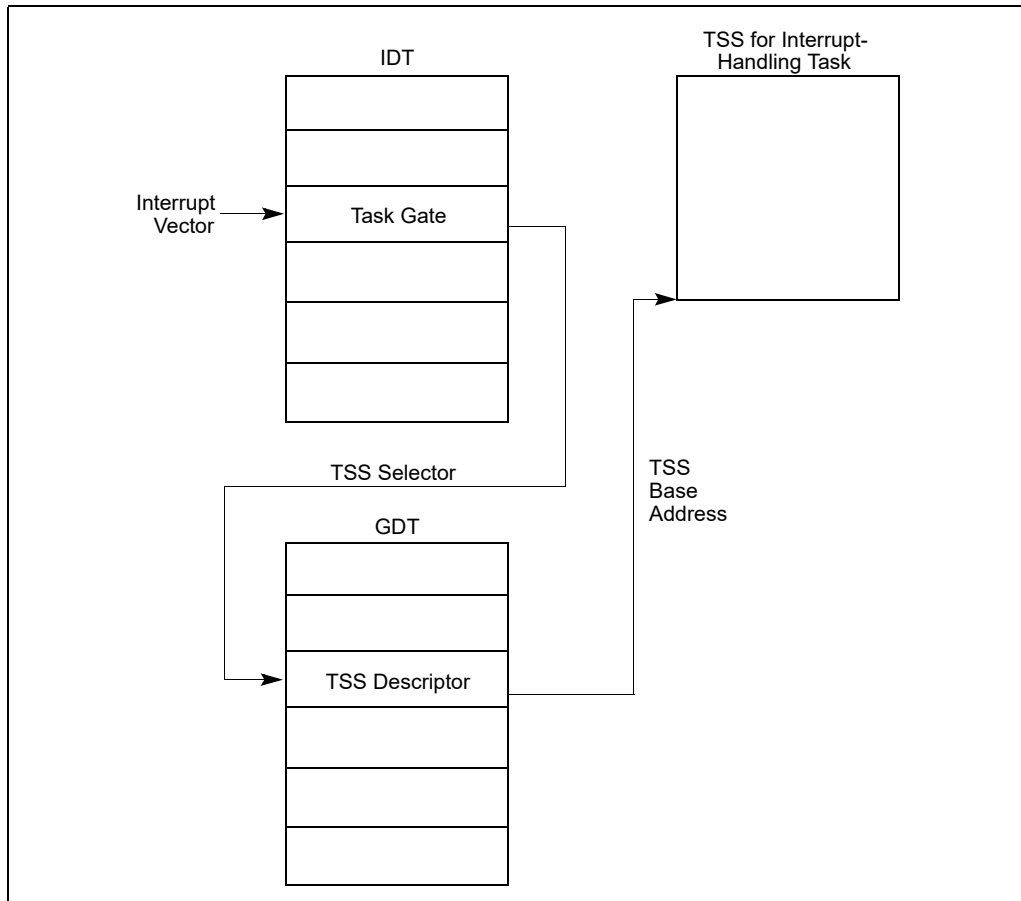 IDT
TSS for Interrupt-
Handling Task
Interrupt
Vector
Task Gate
TSS Selector
TSS
Base
Address
GDT
TSS Descriptor